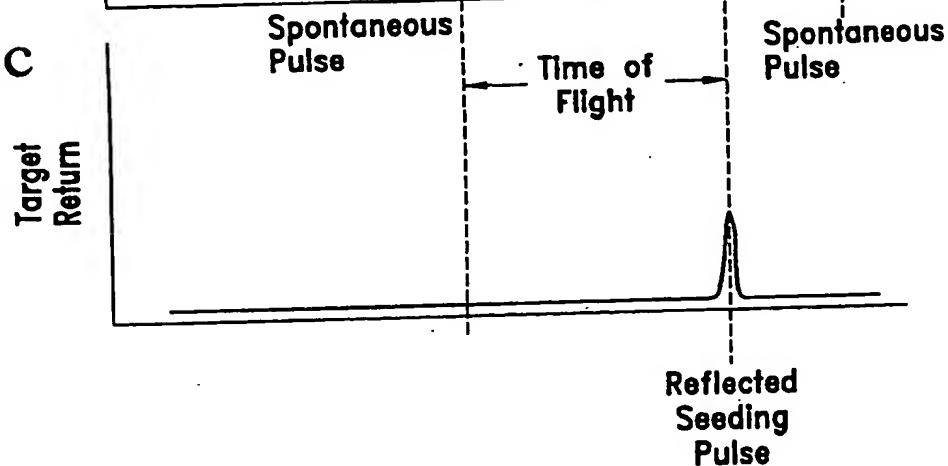 Spontaneous
Pulse
Spontaneous
Pulse
C
Time of
Flight
Target
Return
Reflected
Seeding
Pulse